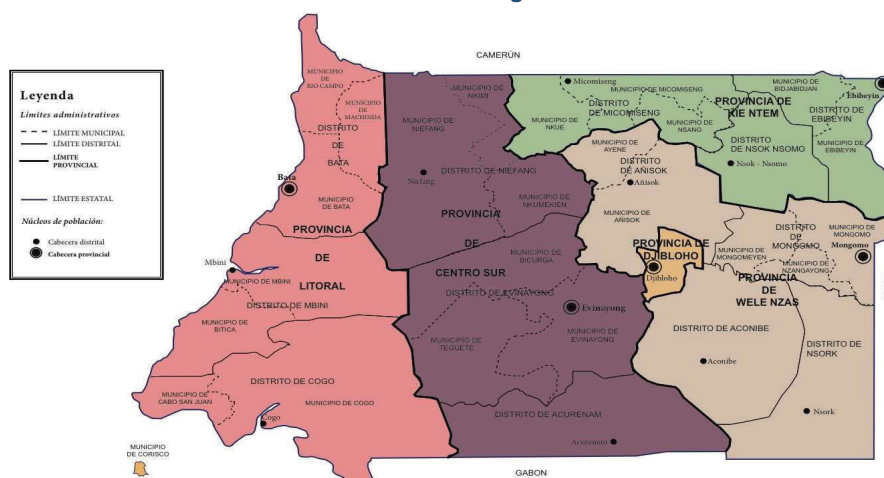 CAMERÚN
Leyenda
Límites administrativos
LÍMITE MUNICIPAL
LÍMITE DISTRITAL
LÍMITE
PROVINCIAL
LÍMITE ESTATAL
Núcleos de población:
Cabecera distrital
Cabecera provincial
MUNICIPIO
DE
RIO CAMPO
MUNICIPIO
DE
MACHINDA
DISTRITO
DE
BATA
Bata
MUNICIPIO
DE BATA
PROVINCIA
DE
LITORAL
Mbini
MUNICIPIO DE MBINI
DISTRITO DE MBINI
MUNICIPIO DE
BITICA
DISTRITO DE COGO
MUNICIPIO DE
CABO SAN JUAN
MUNICIPIO DE COGO
Cogo
MUNICIPIO
DE CORISCO
MUNICIPIO
DE
NIOMI
MUNICIPIO DE
NIEFANG
DISTRITO DE NIEFANG
Niefang
MUNICIPIO DE
NKUMEKIEN
PROVINCIA
DE
CENTRO SUR
MUNICIPIO DE
BICURGA
DISTRITO DE EVINAYONG
Evinayong
MUNICIPIO DE
TEGUETE
MUNICIPIO DE
EVINAYONG
DISTRITO DE ACURENAM
Acurenam
GABON
Micomiseng
MUNICIPIO DE MICOMISENG
DISTRITO
DE MICOMISENG
MUNICIPIO
DE NKUE
MUNICIPIO
DE NSANG
PROVINCIA DE
KIE NTEM
MUNICIPIO DE
BIDJABIDJAN
Ebibeyin
DISTRITO DE
EBIBEYIN
MUNICIPIO DE
EBIBEYIN
DISTRITO
DE NSOK NSOMO
Nsok - Nsomo
MUNICIPIO DE
AYENE
DISTRITO
DE AÑISOK
Añisok
MUNICIPIO DE
AÑISOK
PROVINCIA DE
DJIBLOHO
Djibloho
DISTRITO
DE
MONGOMO
MUNICIPIO DE
MONGOMO
Mongomo
MUNICIPIO DE
MONGOMEYEN
MUNICIPIO DE
NZANGAYONG
PROVINCIA
DE
WELE NZAS
DISTRITO DE ACONIBE
Aconibe
DISTRITO DE
NSORK
Nsork